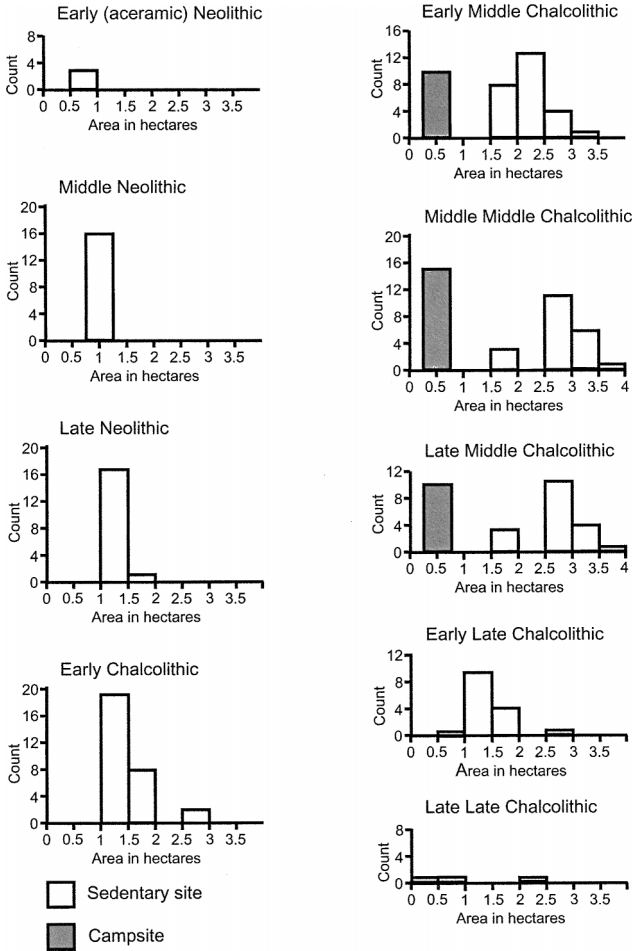 Early (aceramic) Neolithic
8
4
0
Count
0 0.5 1 1.5 2 2.5 3 3.5
Area in hectares
Middle Neolithic
20
16
12
8
4
0
Count
0 0.5 1 1.5 2 2.5 3 3.5
Area in hectares
Late Neolithic
20
16
12
8
4
0
Count
0 0.5 1 1.5 2 2.5 3 3.5
Area in hectares
Early Chalcolithic
20
16
12
8
4
0
Count
0 0.5 1 1.5 2 2.5 3 3.5
Area in hectares
Sedentary site
Campsite
Early Middle Chalcolithic
16
12
8
4
0
Count
0 0.5 1 1.5 2 2.5 3 3.5
Area in hectares
Middle Middle Chalcolithic
20
16
12
8
4
0
Count
0 0.5 1 1.5 2 2.5 3 3.5 4
Area in hectares
Late Middle Chalcolithic
12
8
4
0
Count
0 0.5 1 1.5 2 2.5 3 3.5 4
Area in hectares
Early Late Chalcolithic
12
8
4
0
Count
0 0.5 1 1.5 2 2.5 3 3.5
Area in hectares
Late Late Chalcolithic
8
4
0
Count
0 0.5 1 1.5 2 2.5 3 3.5
Area in hectares